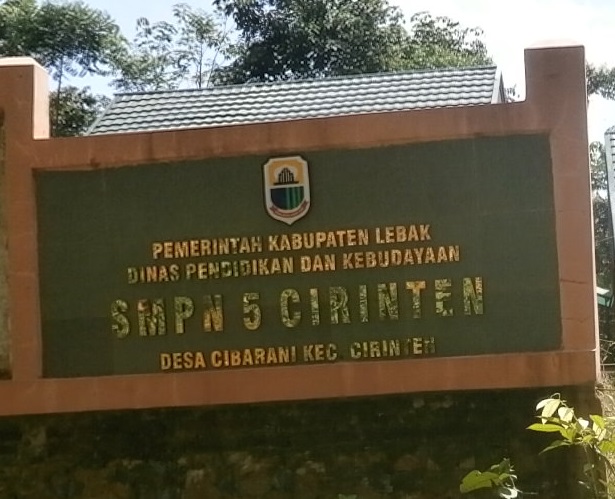 PEMERINTAH KABUPATEN LEBAK
DINAS PENDIDIKAN DAN KEBUDAYAAN
SMPN 5 CIRINTEN
DESA CIBARANI KEC. CIRINTEN